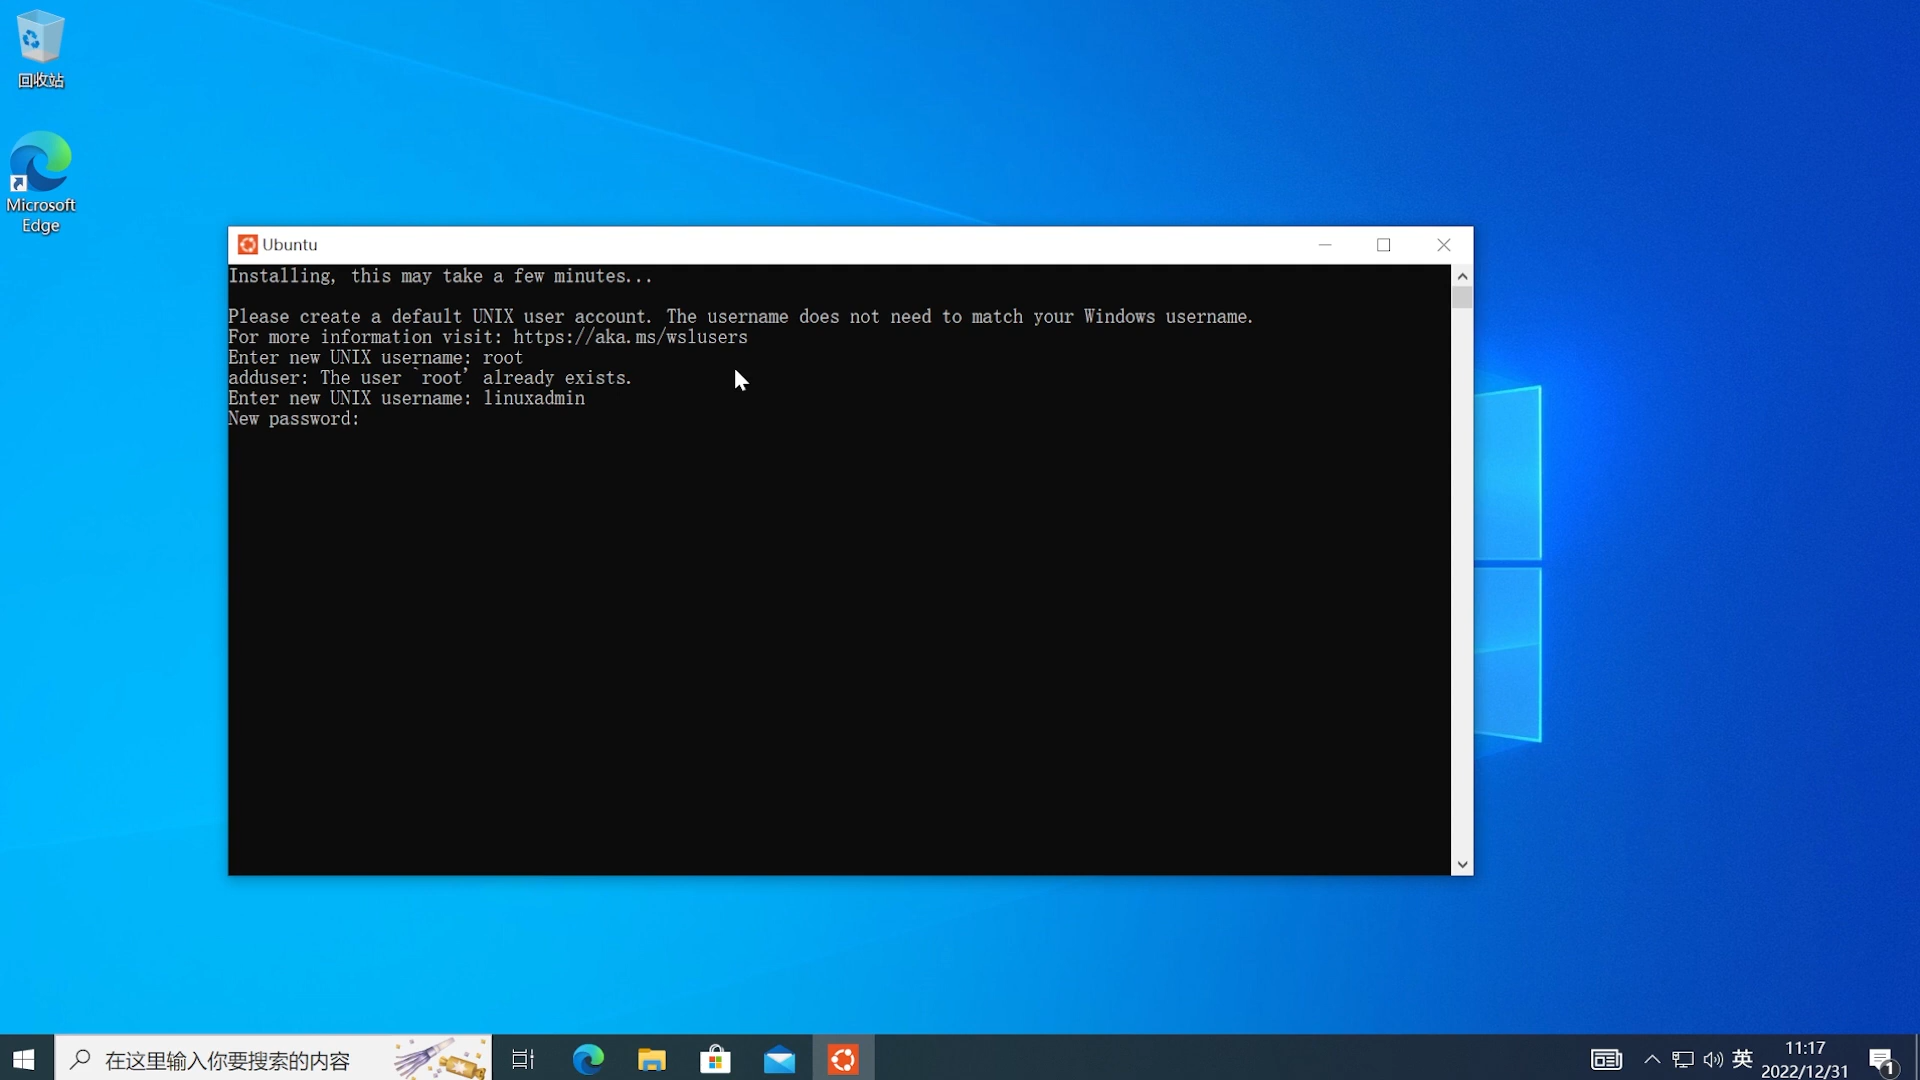 回收站
Microsoft
Edge
Ubuntu
Installing, this may take a few minutes...
Please create a default UNIX user account. The username does not need to match your Windows username.
For more information visit: https://aka.ms/wslusers
Enter new UNIX username: root
adduser: The user `root' already exists.
Enter new UNIX username: linuxadmin
New password:
在这里输入你要搜索的内容
英
11:17
2022/12/31
1